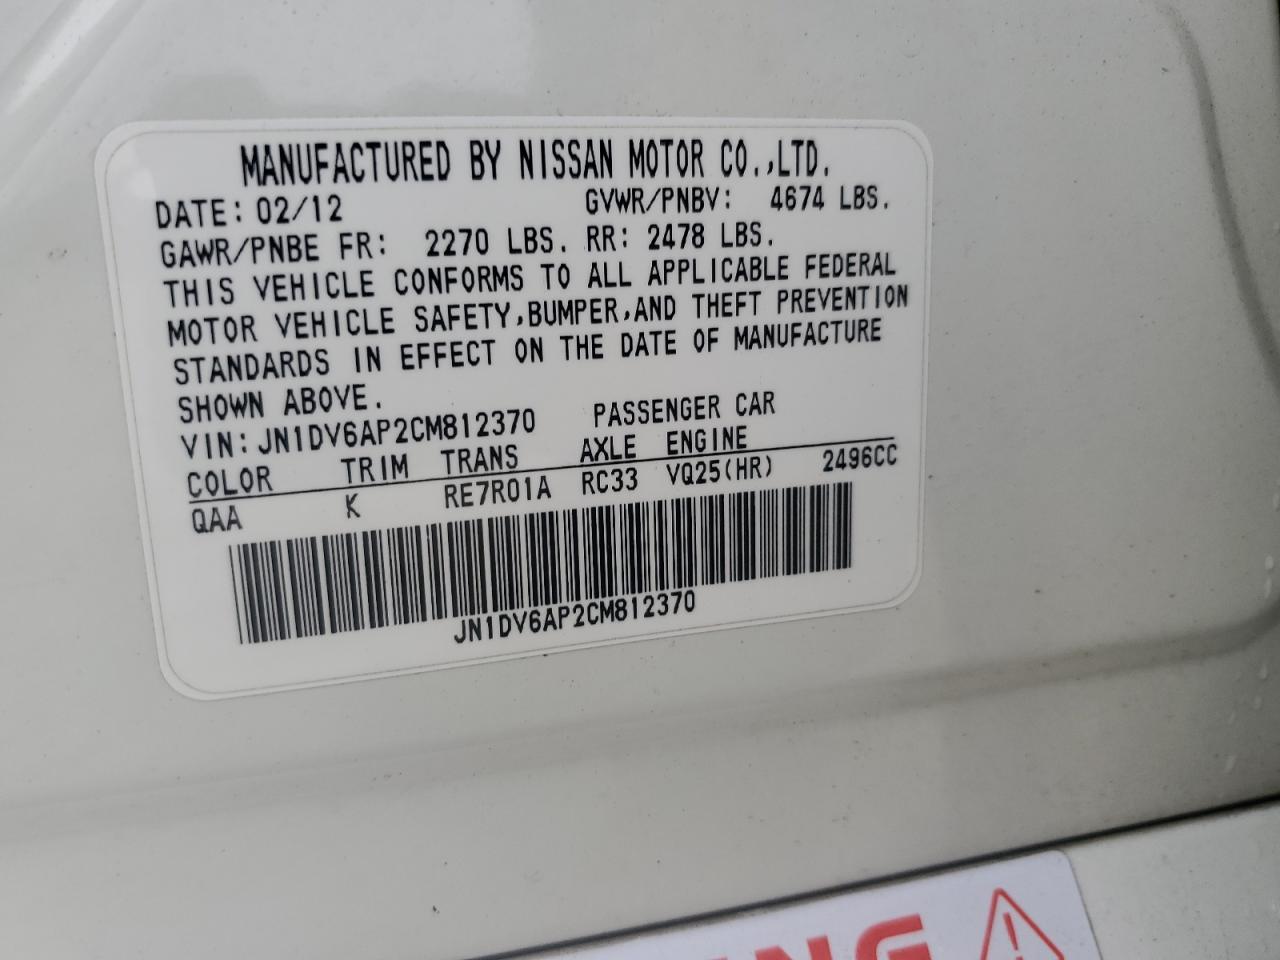 MANUFACTURED BY NISSAN MOTOR CO.,LTD.
DATE: 02/12 GVWR/PNBV: 4674 LBS.
GAWR/PNBE FR: 2270 LBS. RR: 2478 LBS.
THIS VEHICLE CONFORMS TO ALL APPLICABLE FEDERAL
MOTOR VEHICLE SAFETY,BUMPER,AND THEFT PREVENTION
STANDARDS IN EFFECT ON THE DATE OF MANUFACTURE
SHOWN ABOVE.
VIN: JN1DV6AP2CM812370 PASSENGER CAR
COLOR TRIM TRANS AXLE ENGINE
QAA K RE7R01A RC33 VQ25(HR) 2496CC
JN1DV6AP2CM812370